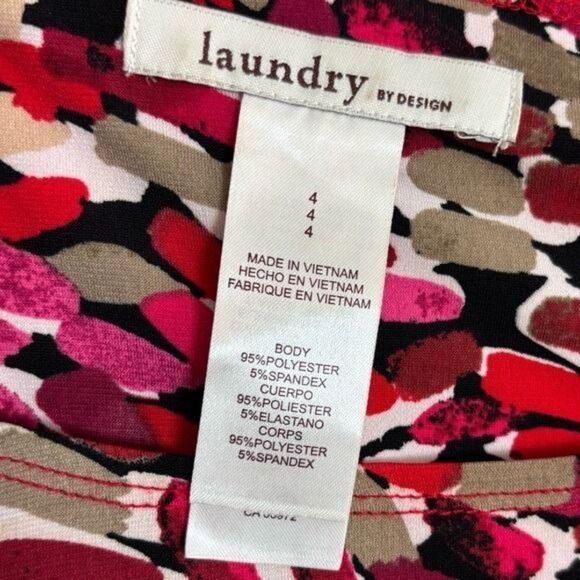 laundry BY DESIGN
4
4
4
MADE IN VIETNAM
HECHO EN VIETNAM
FABRIQUE EN VIETNAM
BODY
95%POLYESTER
5%SPANDEX
CUERPO
95%POLIESTER
5%ELASTANO
CORPS
95%POLYESTER
5%SPANDEX